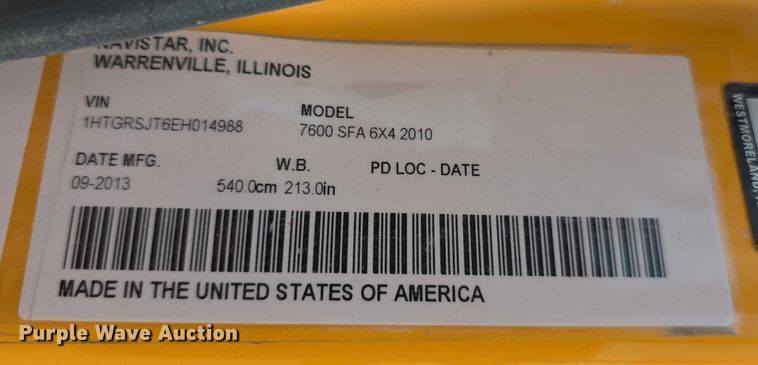 NAVISTAR, INC.
WARRENVILLE, ILLINOIS
VIN
1HTGRSJT6EH014988
MODEL
7600 SFA 6X4 2010
DATE MFG.
09-2013
W.B.
540.0cm 213.0in
PD LOC - DATE
MADE IN THE UNITED STATES OF AMERICA
WESTMORELAND,
Purple Wave Auction